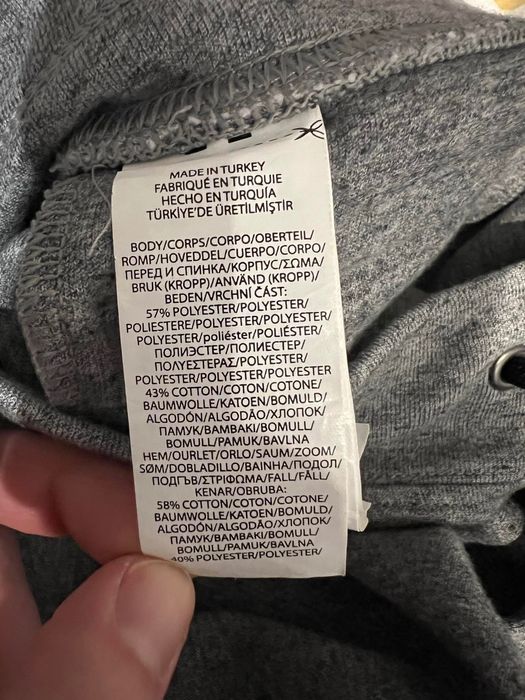 MADE IN TURKEY
FABRIQUÉ EN TURQUIE
HECHO EN TURQUÍA
TÜRKİYE'DE ÜRETİLMİŞTİR
BODY/CORPS/CORPO/OBERTEIL/
ROMP/HOVEDDEL/CUERPO/CORPO/
ПЕРЕД И СПИНКА/КОРПУС/ΣΩΜΑ/
BRUK (KROPP)/ANVÄND (KROPP)/
BEDEN/VRCHNÍ ČÁST:
57% POLYESTER/POLYESTER/
POLIESTERE/POLYESTER/POLYESTER/
POLYESTER/poliéster/POLIÉSTER/
ПОЛИЭСТЕР/ПОЛИЕСТЕР/
ΠΟΛΥΕΣΤΕΡΑΣ/POLYESTER/
POLYESTER/POLYESTER/POLYESTER
43% COTTON/COTON/COTONE/
BAUMWOLLE/KATOEN/BOMULD/
ALGODÓN/ALGODÃO/ХЛОПОК/
ПАМУК/ΒΑΜΒΑΚΙ/BOMULL/
BOMULL/PAMUK/BAVLNA
HEM/OURLET/ORLO/SAUM/ZOOM/
SØM/DOBLADILLO/BAINHA/ПОДОЛ/
ПОДГЪВ/ΣΤΡΙΦΩΜΑ/FALL/FÅLL/
KENAR/OBRUBA:
58% COTTON/COTON/COTONE/
BAUMWOLLE/KATOEN/BOMULD/
ALGODÓN/ALGODÃO/ХЛОПОК/
ПАМУК/ΒΑΜΒΑΚΙ/BOMULL/
BOMULL/PAMUK/BAVLNA
40% POLYESTER/POLYESTER/